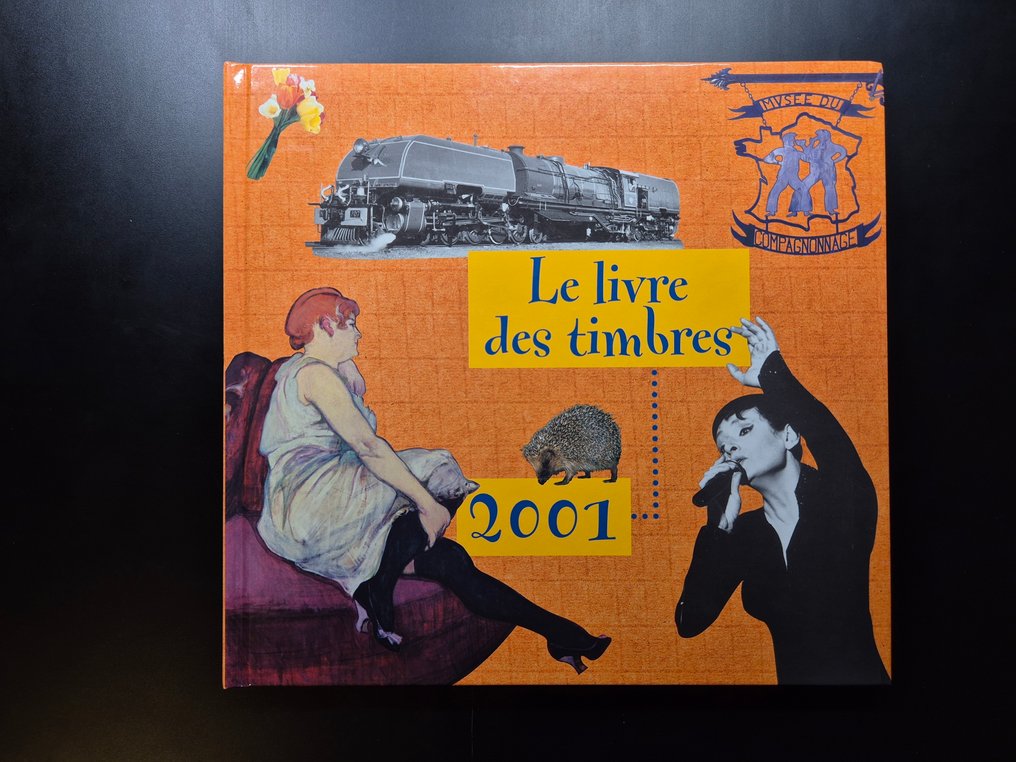 MVSEE DU
COMPAGNONNAGE
Le livre
des timbres
2001